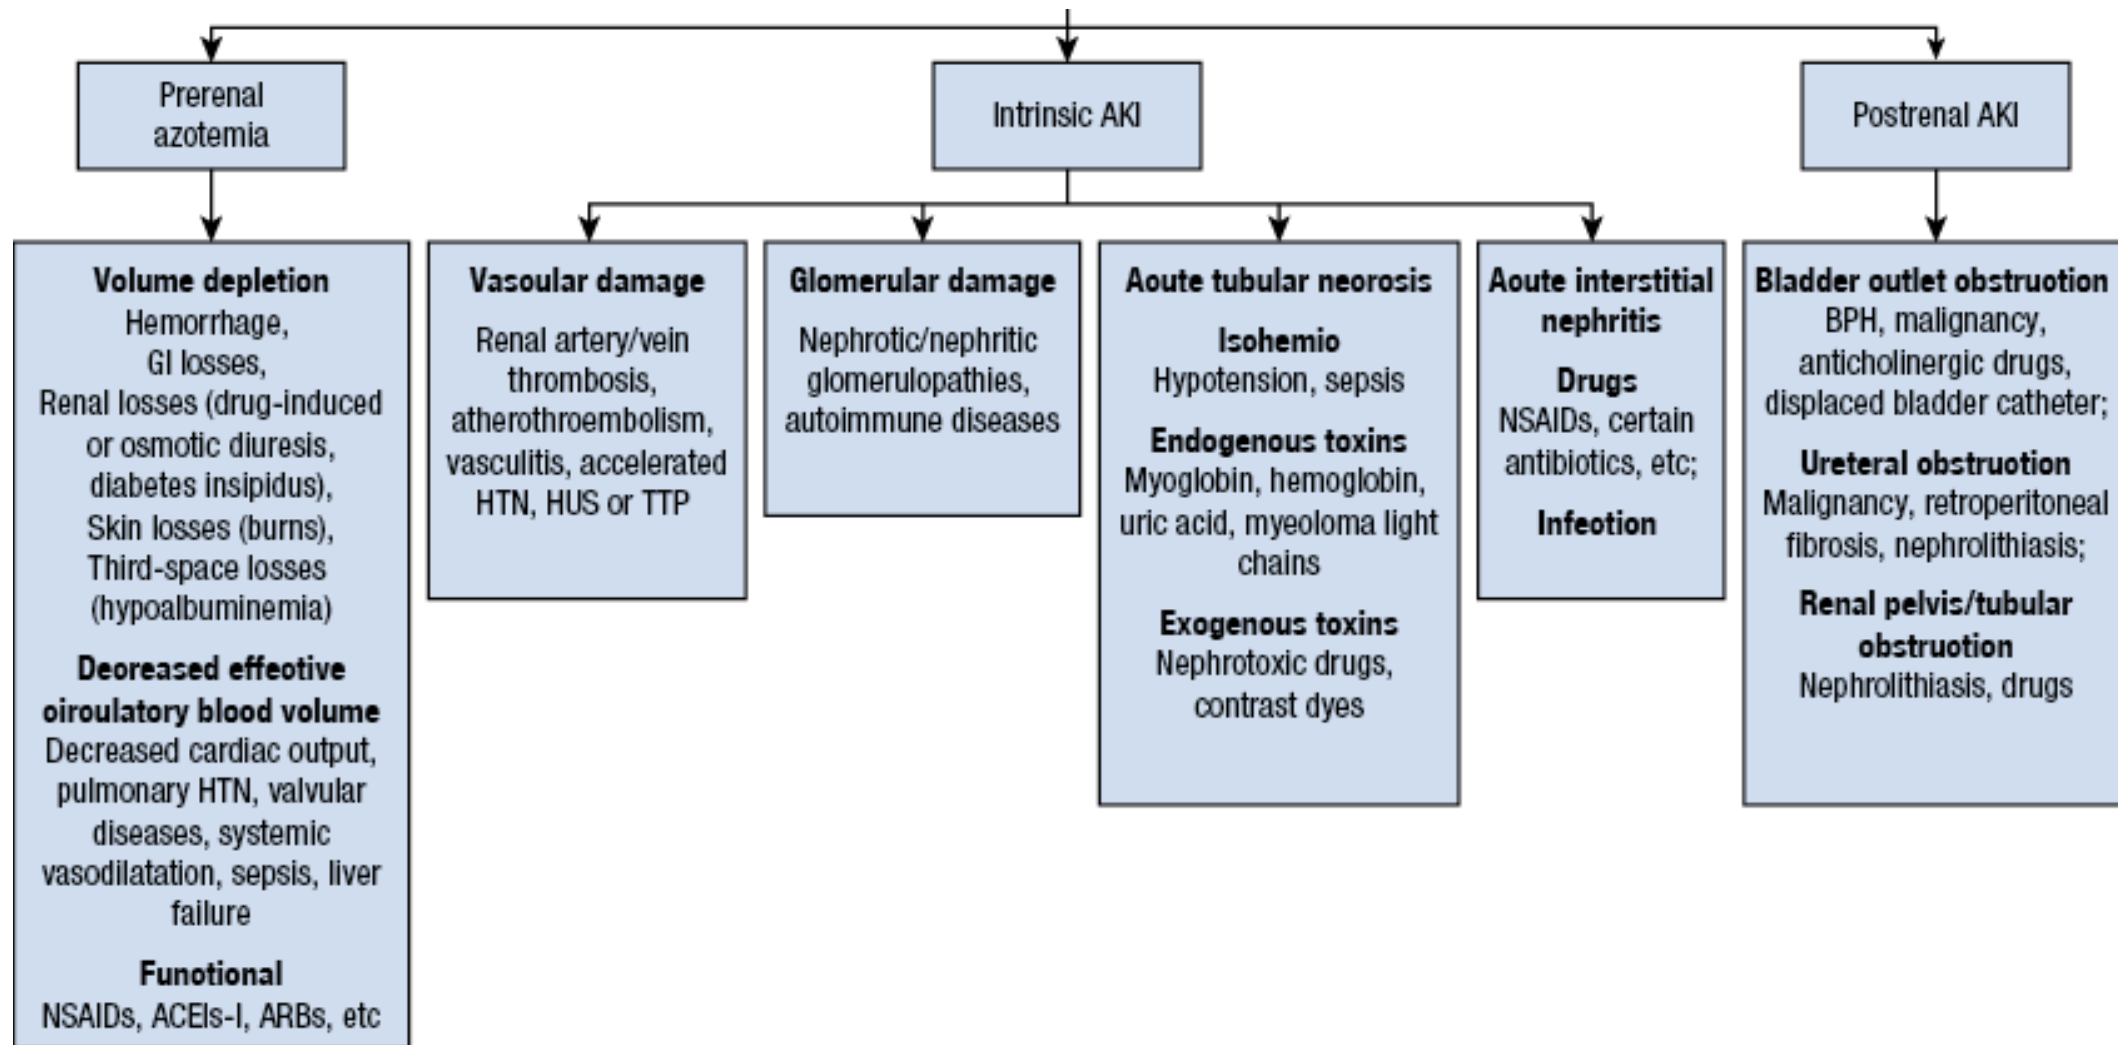 Prerenal
azotemia
Intrinsic AKI
Postrenal AKI
Volume depletion
Hemorrhage,
GI losses,
Renal losses (drug-induced
or osmotic diuresis,
diabetes insipidus),
Skin losses (burns),
Third-space losses
(hypoalbuminemia)
Deoreased effeotive
oiroulatory blood volume
Decreased cardiac output,
pulmonary HTN, valvular
diseases, systemic
vasodilatation, sepsis, liver
failure
Funotional
NSAIDs, ACEIs-I, ARBs, etc
Vasoular damage
Renal artery/vein
thrombosis,
atherothroembolism,
vasculitis, accelerated
HTN, HUS or TTP
Glomerular damage
Nephrotic/nephritic
glomerulopathies,
autoimmune diseases
Aoute tubular neorosis
Isohemio
Hypotension, sepsis
Endogenous toxins
Myoglobin, hemoglobin,
uric acid, myeoloma light
chains
Exogenous toxins
Nephrotoxic drugs,
contrast dyes
Aoute interstitial
nephritis
Drugs
NSAIDs, certain
antibiotics, etc;
Infeotion
Bladder outlet obstruotion
BPH, malignancy,
anticholinergic drugs,
displaced bladder catheter;
Ureteral obstruotion
Malignancy, retroperitoneal
fibrosis, nephrolithiasis;
Renal pelvis/tubular
obstruotion
Nephrolithiasis, drugs